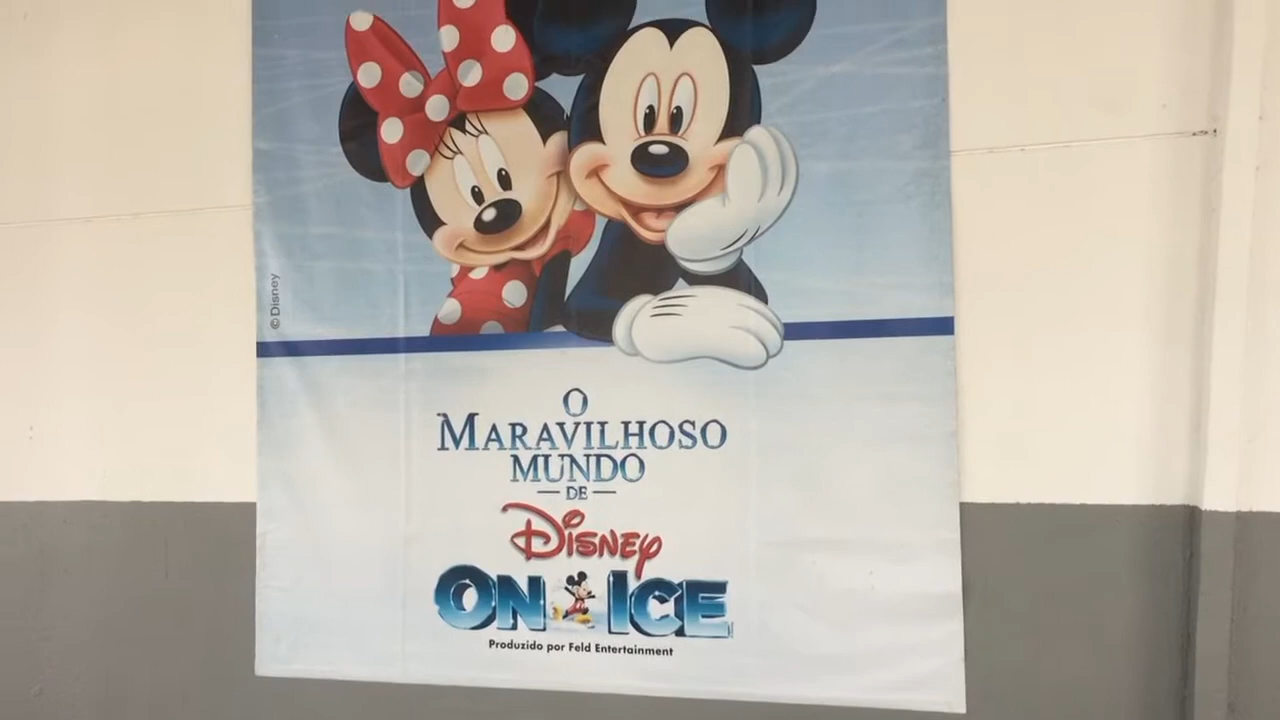 © Disney
O
MARAVILHOSO
MUNDO
DE
Disney
ON ICE
Produzido por Feld Entertainment